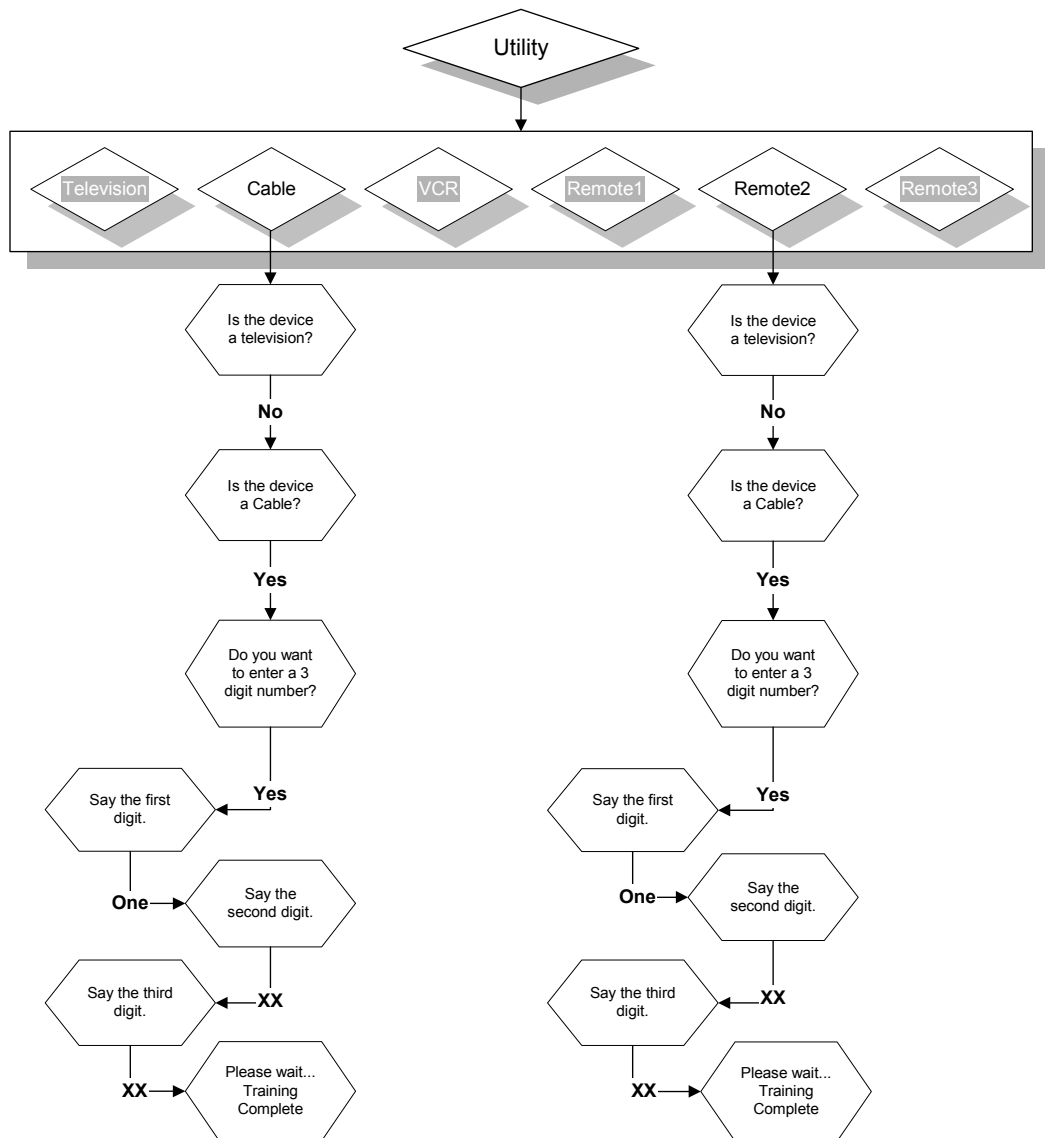 Utility
Television
Cable
VCR
Remote1
Remote2
Remote3
Is the device
a television?
No
Is the device
a Cable?
Yes
Do you want
to enter a 3
digit number?
Yes
Say the first
digit.
One
Say the
second digit.
XX
Say the third
digit.
XX
Please wait...
Training
Complete
Is the device
a television?
No
Is the device
a Cable?
Yes
Do you want
to enter a 3
digit number?
Yes
Say the first
digit.
One
Say the
second digit.
XX
Say the third
digit.
XX
Please wait...
Training
Complete